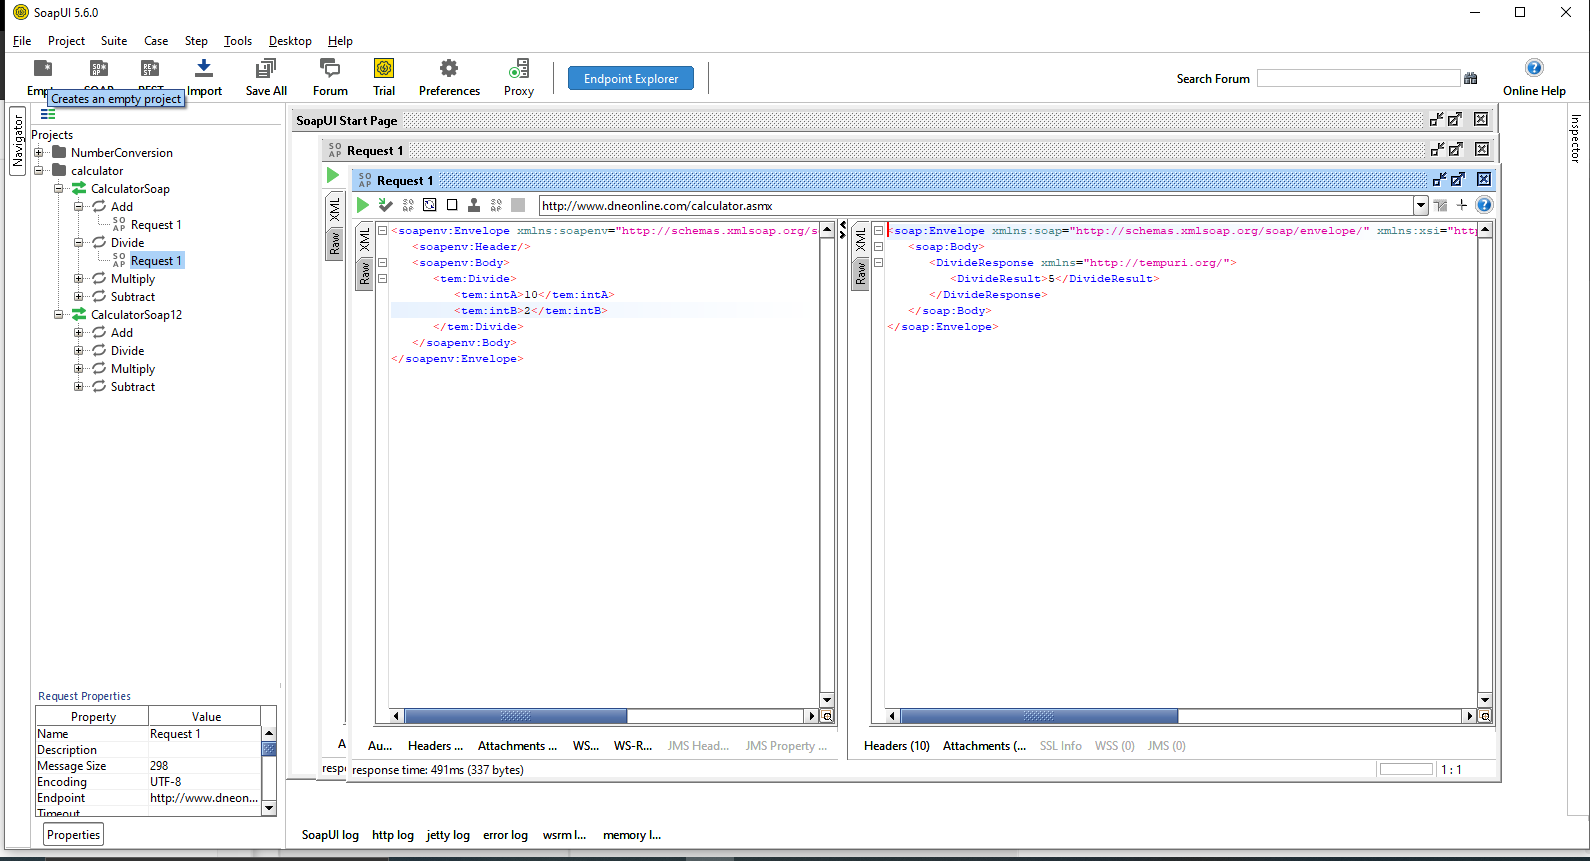 SoapUI 5.6.0
File Project Suite Case Step Tools Desktop Help
Import Save All Forum Trial Preferences Proxy Endpoint Explorer Search Forum Online Help
Creates an empty project
Navigator
Inspector
Projects
NumberConversion
calculator
CalculatorSoap
Add
Request 1
Divide
Request 1
Multiply
Subtract
CalculatorSoap12
Add
Divide
Multiply
Subtract
Request Properties
Property Value
Name Request 1
Description
Message Size 298
Encoding UTF-8
Endpoint http://www.dneon...
Timeout
Properties
SoapUI Start Page
SO AP Request 1
SO AP Request 1
XML
Raw
http://www.dneonline.com/calculator.asmx
XML
Raw
<soapenv:Envelope xmlns:soapenv="http://schemas.xmlsoap.org/s
<soapenv:Header/>
<soapenv:Body>
<tem:Divide>
<tem:intA>10</tem:intA>
<tem:intB>2</tem:intB>
</tem:Divide>
</soapenv:Body>
</soapenv:Envelope>
XML
Raw
<soap:Envelope xmlns:soap="http://schemas.xmlsoap.org/soap/envelope/" xmlns:xsi="http
<soap:Body>
<DivideResponse xmlns="http://tempuri.org/">
<DivideResult>5</DivideResult>
</DivideResponse>
</soap:Body>
</soap:Envelope>
A Au... Headers ... Attachments ... WS... WS-R... JMS Head... JMS Property ...
Headers (10) Attachments (... SSL Info WSS (0) JMS (0)
resp response time: 491ms (337 bytes)
1 : 1
SoapUI log http log jetty log error log wsrm l... memory l...